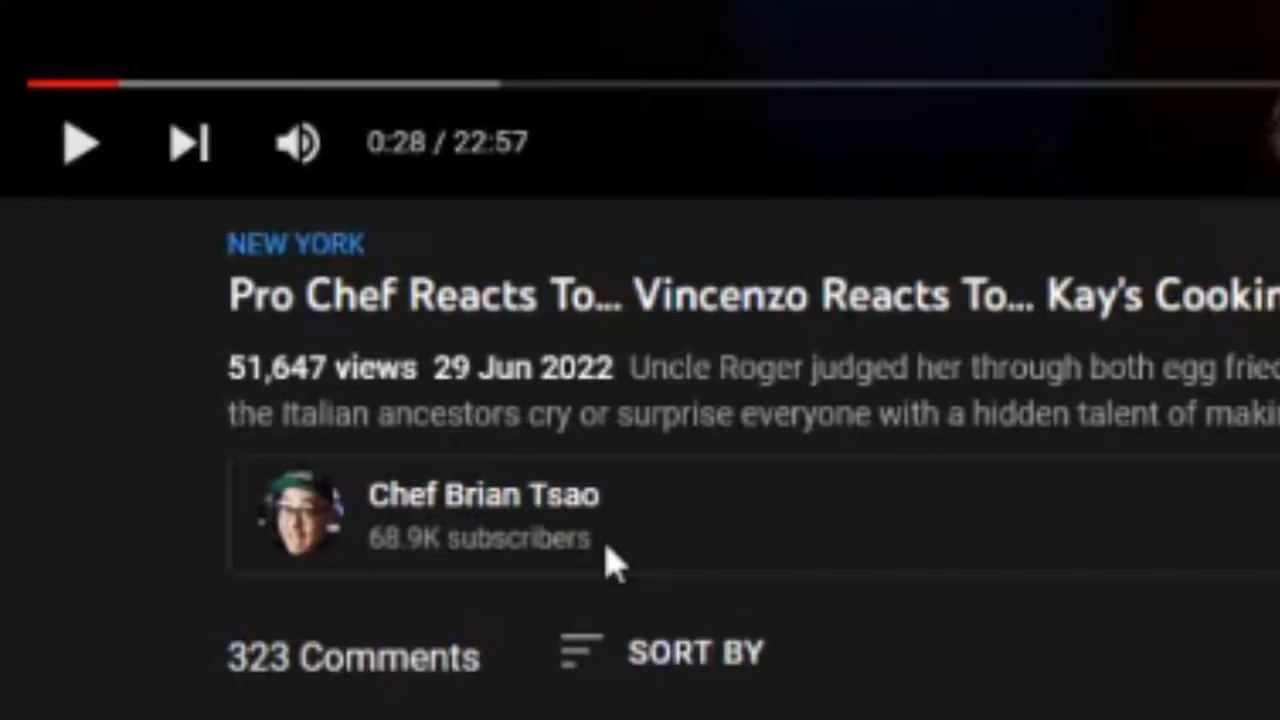 0:28 / 22:57
NEW YORK
Pro Chef Reacts To... Vincenzo Reacts To... Kay's Cookin
51,647 views 29 Jun 2022 Uncle Roger judged her through both egg fried
the Italian ancestors cry or surprise everyone with a hidden talent of maki
Chef Brian Tsao
68.9K subscribers
323 Comments SORT BY